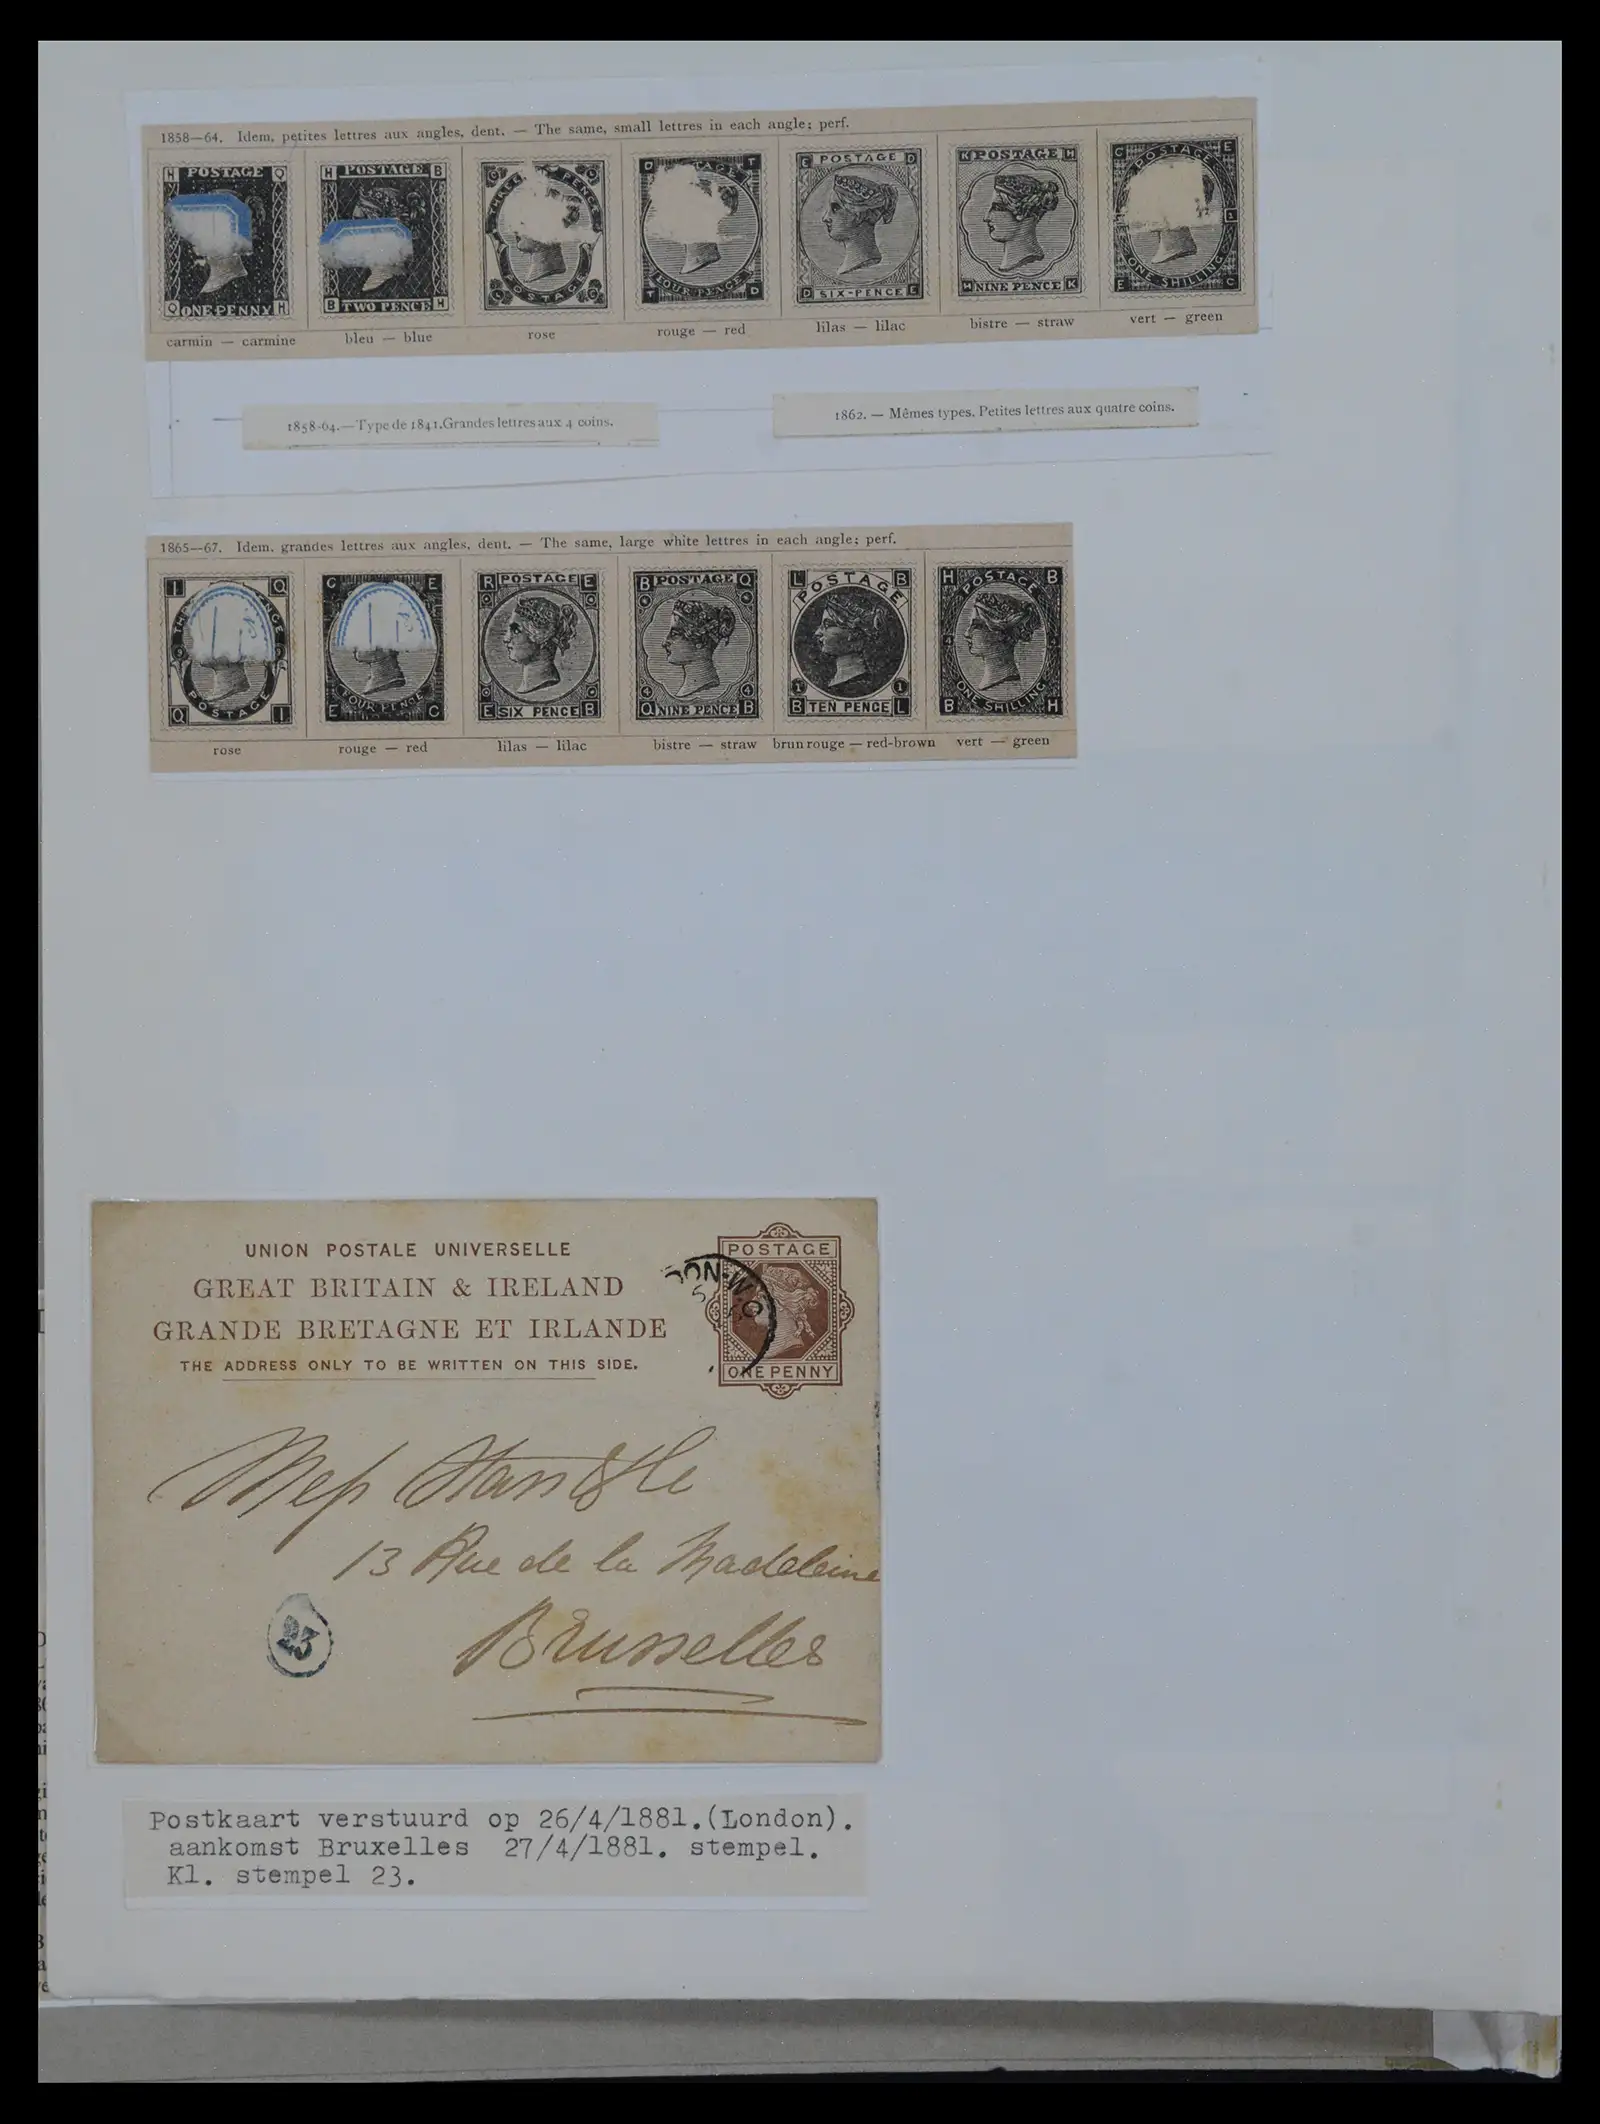 1858—64. Idem, petites lettres aux angles, dent. — The same, small lettres in each angle; perf.
H POSTAGE Q
Q ONE PENNY H
H POSTAGE B
B TWO PENCE H
POSTAGE
D T
FOUR PENCE
T D
E POSTAGE D
D SIX-PENCE E
K POSTAGE H
H NINE PENCE K
C POSTAGE E
E ONE SHILLING C
carmin — carmine
bleu — blue
rose
rouge — red
lilas — lilac
bistre — straw
vert — green
1858-64.—Type de 1841.Grandes lettres aux 4 coins.
1862. — Mêmes types. Petites lettres aux quatre coins.
1865—67. Idem. grandes lettres aux angles, dent. — The same, large white lettres in each angle; perf.
I Q
POSTAGE
Q I
C E
FOUR PENCE
E C
R POSTAGE E
E SIX PENCE B
B POSTAGE Q
Q NINE PENCE B
L POSTAGE B
B TEN PENCE L
H POSTAGE B
ONE SHILLING
B H
rose
rouge — red
lilas — lilac
bistre — straw
brun rouge — red-brown
vert — green
UNION POSTALE UNIVERSELLE
GREAT BRITAIN & IRELAND
GRANDE BRETAGNE ET IRLANDE
THE ADDRESS ONLY TO BE WRITTEN ON THIS SIDE.
POSTAGE
ONE PENNY
13 Rue de la Madeleine
Bruxelles
23
Postkaart verstuurd op 26/4/1881.(London).
aankomst Bruxelles 27/4/1881. stempel.
Kl. stempel 23.